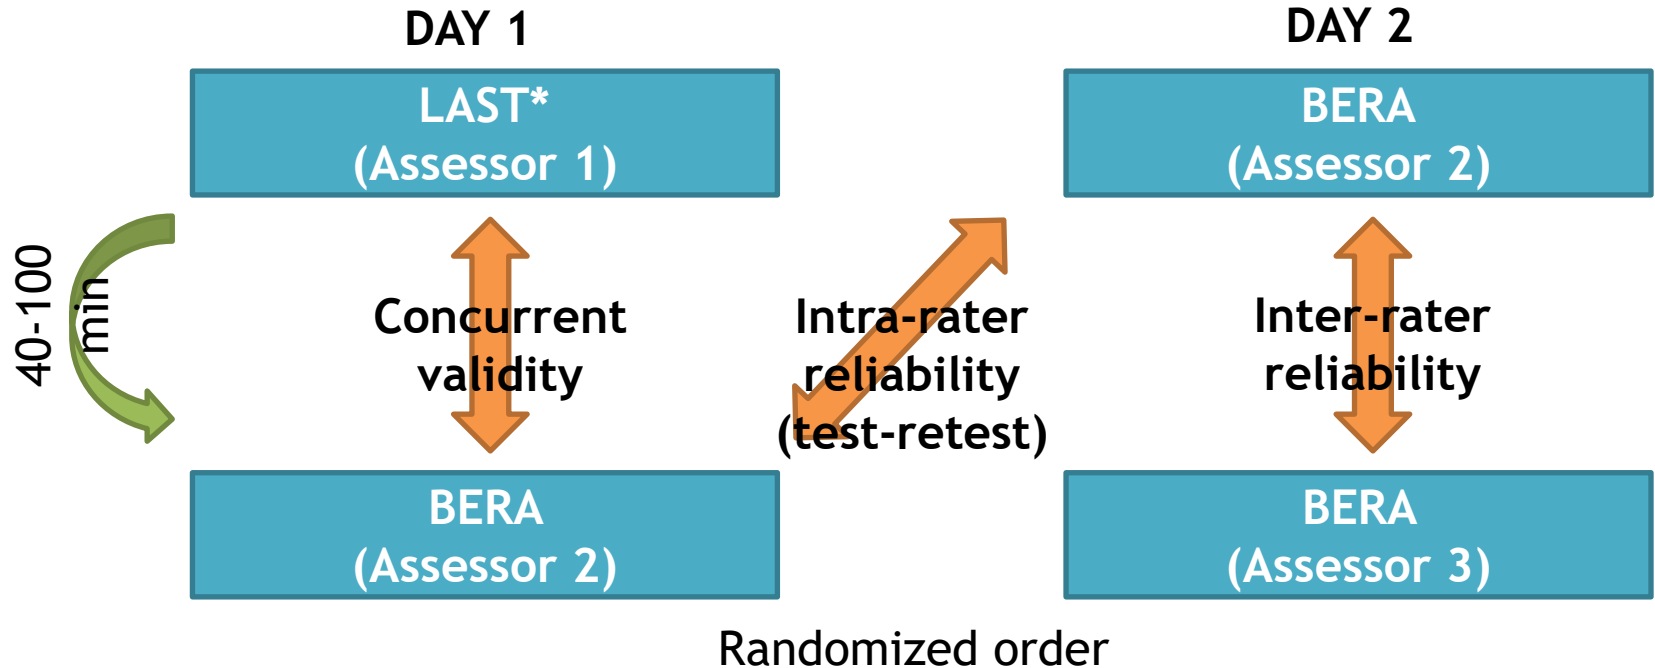 DAY 1
DAY 2
LAST*
(Assessor 1)
BERA
(Assessor 2)
40-100
min
Concurrent
validity
Intra-rater
reliability
(test-retest)
Inter-rater
reliability
BERA
(Assessor 2)
BERA
(Assessor 3)
Randomized order